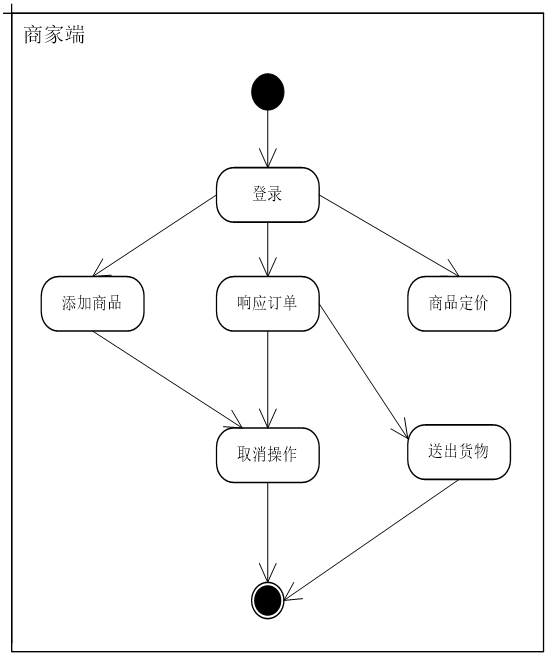 商家端
登录
添加商品
响应订单
商品定价
取消操作
送出货物